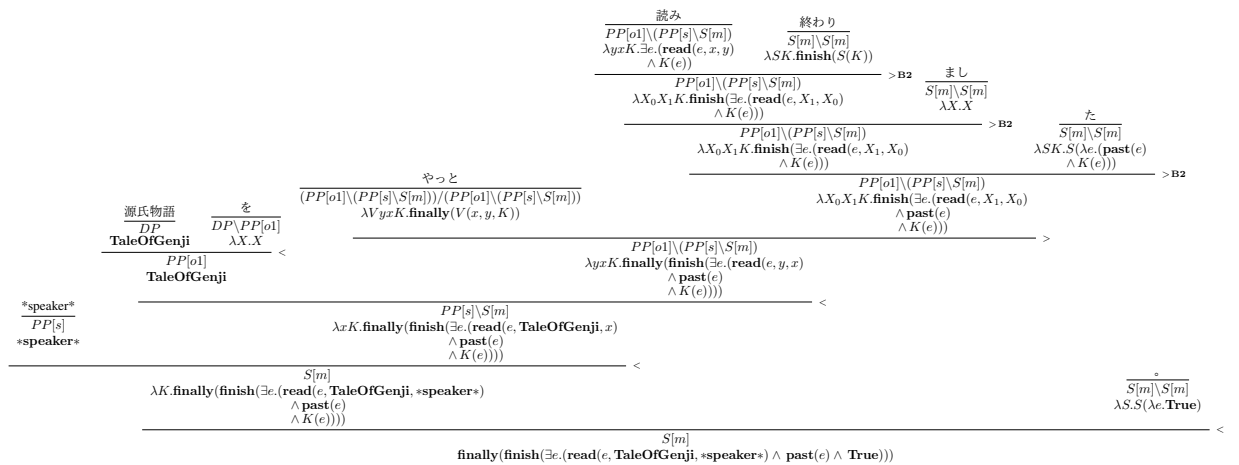 読み
PP[o1]\(PP[s]\S[m])
λyxK.∃e.(read(e, x, y)
∧ K(e))
終わり
S[m]\S[m]
λSK.finish(S(K))
>B2
PP[o1]\(PP[s]\S[m])
λX₀X₁K.finish(∃e.(read(e, X₁, X₀)
∧ K(e)))
まし
S[m]\S[m]
λX.X
>B2
PP[o1]\(PP[s]\S[m])
λX₀X₁K.finish(∃e.(read(e, X₁, X₀)
∧ K(e)))
た
S[m]\S[m]
λSK.S(λe.(past(e)
∧ K(e)))
>B2
やっと
(PP[o1]\(PP[s]\S[m]))/(PP[o1]\(PP[s]\S[m]))
λVyxK.finally(V(x, y, K))
PP[o1]\(PP[s]\S[m])
λX₀X₁K.finish(∃e.(read(e, X₁, X₀)
∧ past(e)
∧ K(e)))
>
源氏物語
DP
TaleOfGenji
を
DP\PP[o1]
λX.X
<
PP[o1]
TaleOfGenji
PP[o1]\(PP[s]\S[m])
λyxK.finally(finish(∃e.(read(e, y, x)
∧ past(e)
∧ K(e))))
<
*speaker*
PP[s]
∗speaker∗
PP[s]\S[m]
λxK.finally(finish(∃e.(read(e, TaleOfGenji, x)
∧ past(e)
∧ K(e))))
<
S[m]
λK.finally(finish(∃e.(read(e, TaleOfGenji, ∗speaker∗)
∧ past(e)
∧ K(e))))
。
S[m]\S[m]
λS.S(λe.True)
<
S[m]
finally(finish(∃e.(read(e, TaleOfGenji, ∗speaker∗) ∧ past(e) ∧ True)))